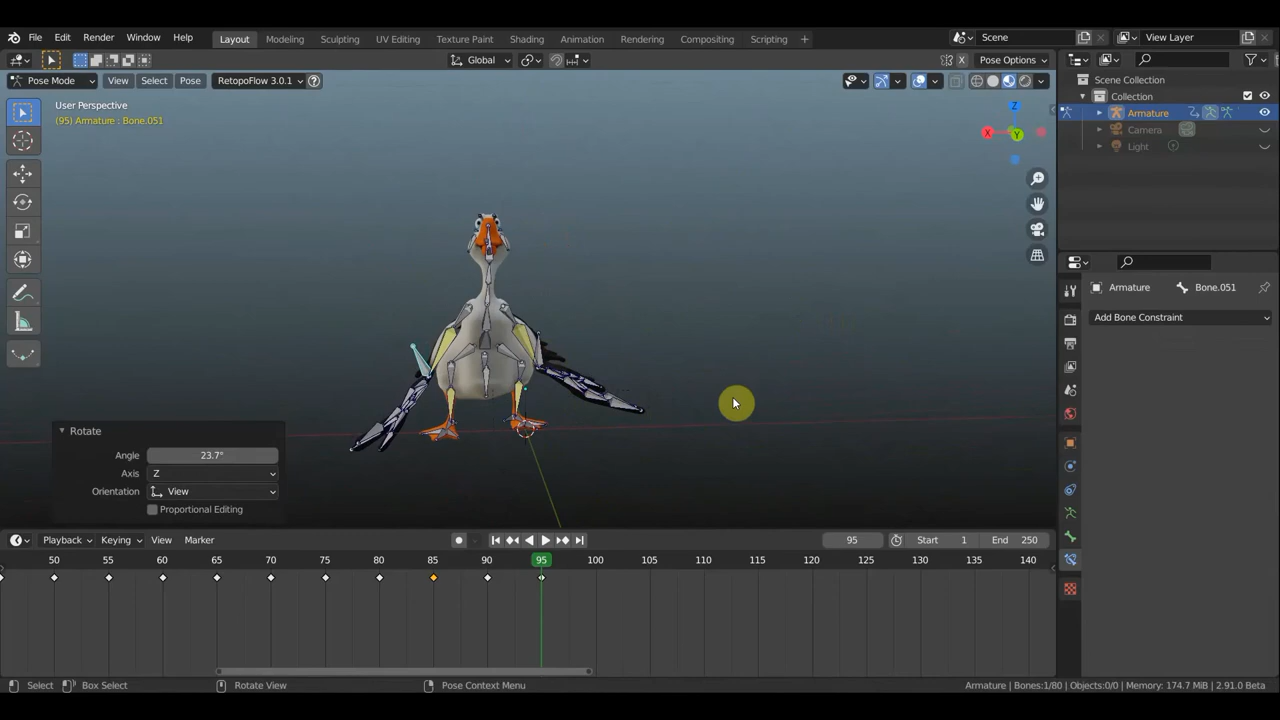 File Edit Render Window Help Layout Modeling Sculpting UV Editing Texture Paint Shading Animation Rendering Compositing Scripting + Scene View Layer
Global Pose Options
Pose Mode View Select Pose RetopoFlow 3.0.1
User Perspective
(95) Armature : Bone.051
Scene Collection
Collection
Armature
Camera
Light
Armature Bone.051
Add Bone Constraint
Z
X
Y
Rotate
Angle 23.7°
Axis Z
Orientation View
Proportional Editing
Playback Keying View Marker 95 Start 1 End 250
50 55 60 65 70 75 80 85 90 95 100 105 110 115 120 125 130 135 140
Select Box Select Rotate View Pose Context Menu Armature | Bones:1/80 | Objects:0/0 | Memory: 174.7 MiB | 2.91.0 Beta